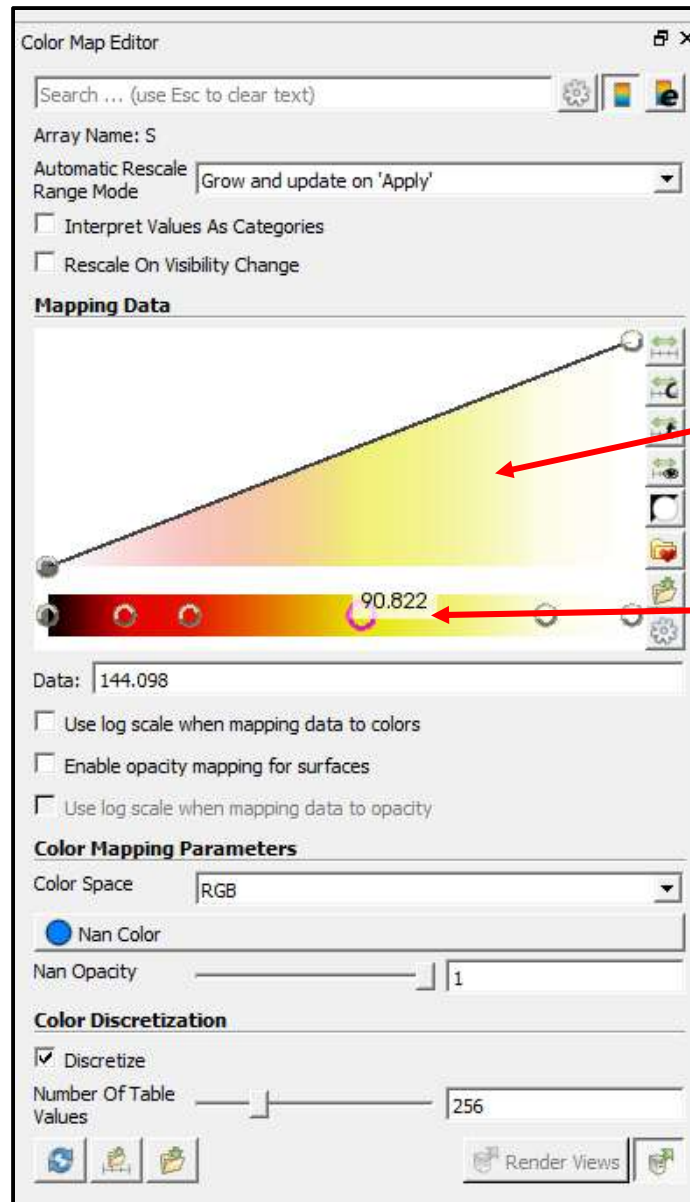 Color Map Editor
Search ... (use Esc to clear text)
Array Name: S
Automatic Rescale
Range Mode
Grow and update on 'Apply'
Interpret Values As Categories
Rescale On Visibility Change
Mapping Data
90.822
Data: 144.098
Use log scale when mapping data to colors
Enable opacity mapping for surfaces
Use log scale when mapping data to opacity
Color Mapping Parameters
Color Space RGB
Nan Color
Nan Opacity 1
Color Discretization
Discretize
Number Of Table
Values
256
Render Views